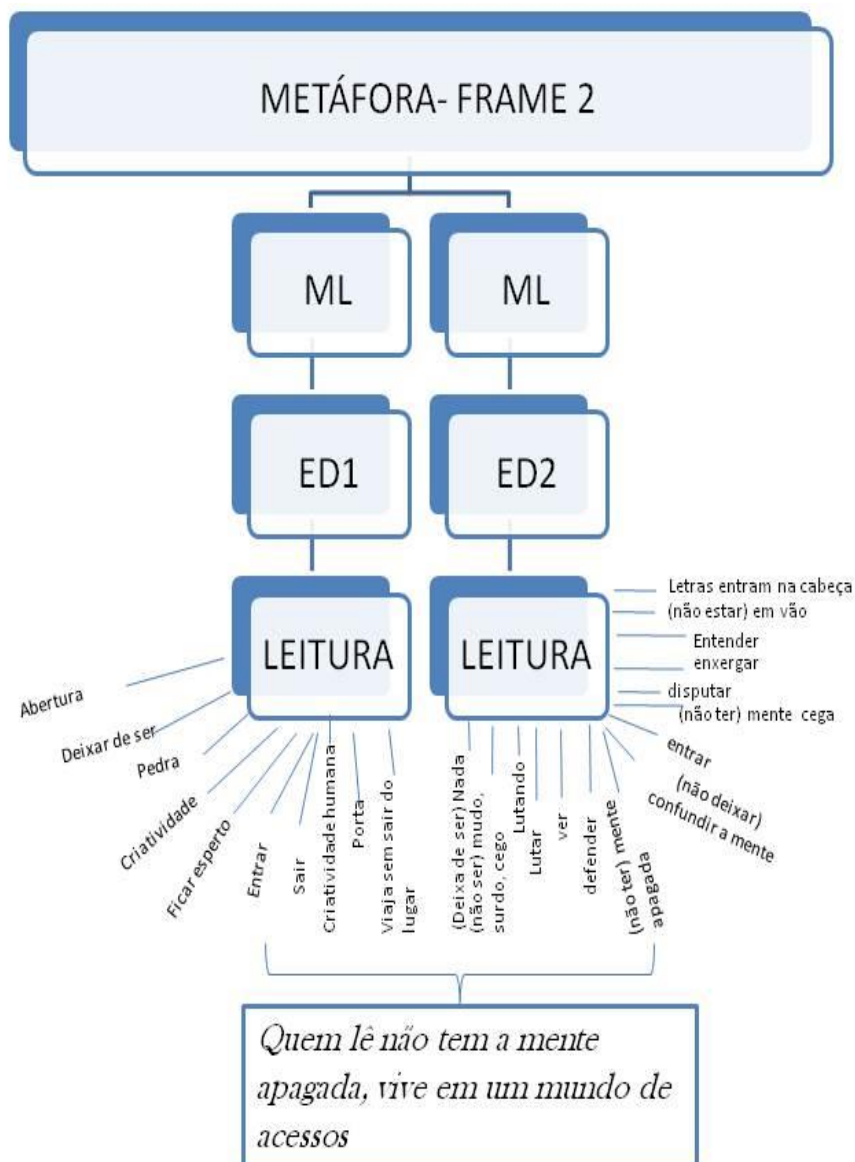 METÁFORA- FRAME 2
ML
ML
ED1
ED2
LEITURA
LEITURA
Abertura
Deixar de ser
Pedra
Criatividade
Ficar esperto
Entrar
Sair
Criatividade humana
Porta
Viaja sem sair do
lugar
(Deixa de ser) Nada
(não ser) mudo,
surdo, cego
Lutando
Lutar
ver
defender
(não ter) mente
apagada
(não deixar)
confundir a mente
entrar
(não ter) mente cega
disputar
enxergar
Entender
(não estar) em vão
Letras entram na cabeça
Quem lê não tem a mente
apagada, vive em um mundo de
acessos